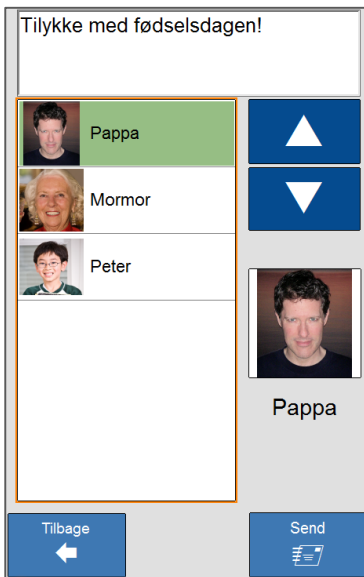 Tilykke med fødselsdagen!
Pappa
Mormor
Peter
Pappa
Tilbage
Send